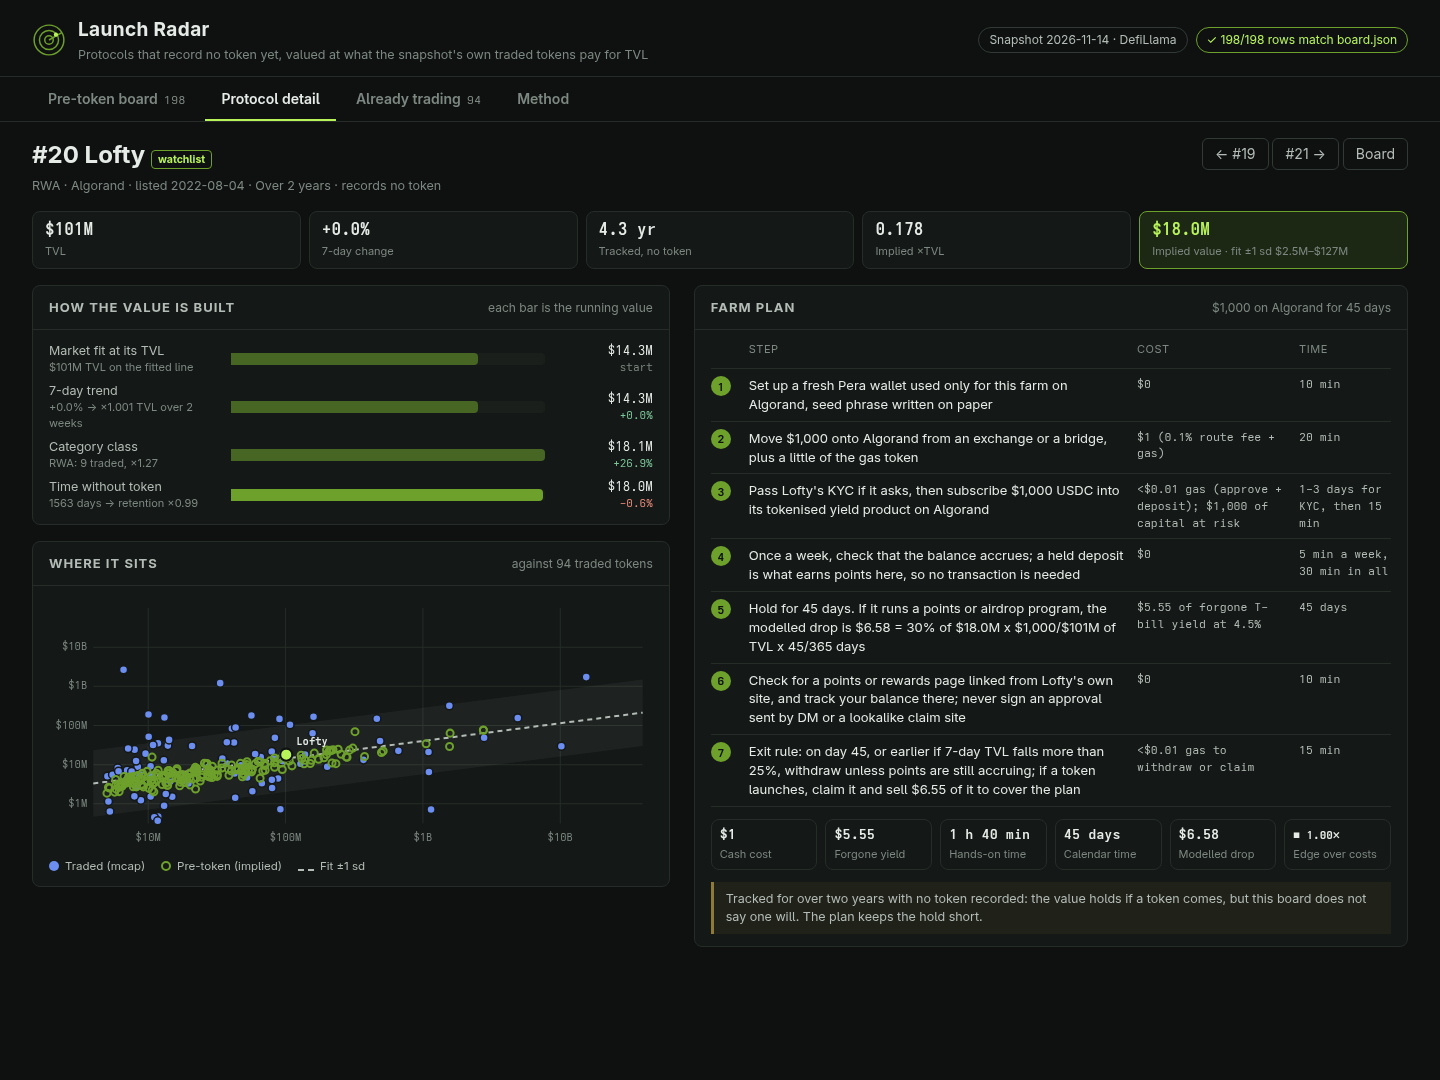 Launch Radar
Protocols that record no token yet, valued at what the snapshot's own traded tokens pay for TVL
Snapshot 2026-11-14 · DefiLlama
✓ 198/198 rows match board.json
Pre-token board 198
Protocol detail
Already trading 94
Method
#20 Lofty watchlist
RWA · Algorand · listed 2022-08-04 · Over 2 years · records no token
← #19
#21 →
Board
$101M
TVL
+0.0%
7-day change
4.3 yr
Tracked, no token
0.178
Implied ×TVL
$18.0M
Implied value · fit ±1 sd $2.5M–$127M
HOW THE VALUE IS BUILT
each bar is the running value
Market fit at its TVL
$101M TVL on the fitted line
$14.3M
start
7-day trend
+0.0% → ×1.001 TVL over 2
weeks
$14.3M
+0.0%
Category class
RWA: 9 traded, ×1.27
$18.1M
+26.9%
Time without token
1563 days → retention ×0.99
$18.0M
−0.6%
WHERE IT SITS
against 94 traded tokens
$10B
$1B
$100M
$10M
$1M
Lofty
$10M
$100M
$1B
$10B
Traded (mcap)
Pre-token (implied)
Fit ±1 sd
FARM PLAN
$1,000 on Algorand for 45 days
STEP
COST
TIME
1
Set up a fresh Pera wallet used only for this farm on
Algorand, seed phrase written on paper
$0
10 min
2
Move $1,000 onto Algorand from an exchange or a bridge,
plus a little of the gas token
$1 (0.1% route fee +
gas)
20 min
3
Pass Lofty's KYC if it asks, then subscribe $1,000 USDC into
its tokenised yield product on Algorand
<$0.01 gas (approve +
deposit); $1,000 of
capital at risk
1–3 days for
KYC, then 15
min
4
Once a week, check that the balance accrues; a held deposit
is what earns points here, so no transaction is needed
$0
5 min a week,
30 min in all
5
Hold for 45 days. If it runs a points or airdrop program, the
modelled drop is $6.58 = 30% of $18.0M x $1,000/$101M of
TVL x 45/365 days
$5.55 of forgone T-
bill yield at 4.5%
45 days
6
Check for a points or rewards page linked from Lofty's own
site, and track your balance there; never sign an approval
sent by DM or a lookalike claim site
$0
10 min
7
Exit rule: on day 45, or earlier if 7-day TVL falls more than
25%, withdraw unless points are still accruing; if a token
launches, claim it and sell $6.55 of it to cover the plan
<$0.01 gas to
withdraw or claim
15 min
$1
Cash cost
$5.55
Forgone yield
1 h 40 min
Hands-on time
45 days
Calendar time
$6.58
Modelled drop
■ 1.00×
Edge over costs
Tracked for over two years with no token recorded: the value holds if a token comes, but this board does not
say one will. The plan keeps the hold short.